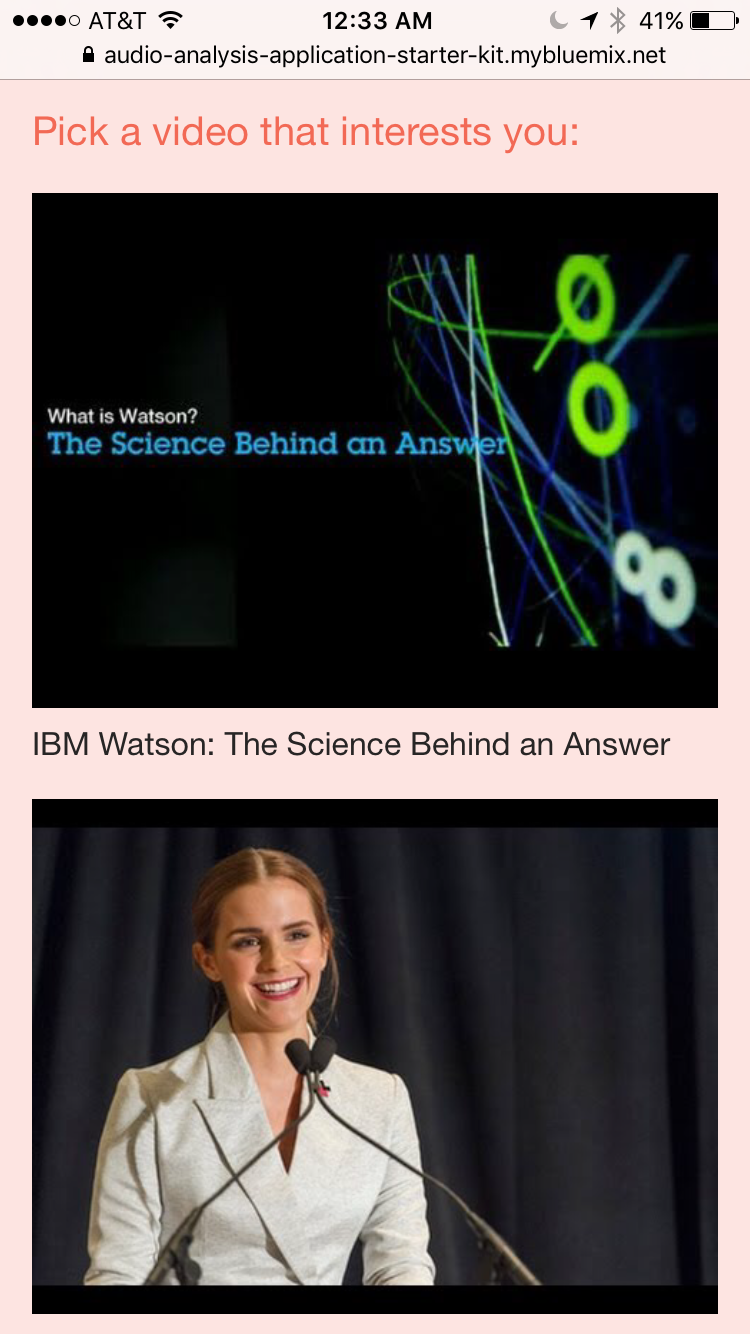 AT&T 12:33 AM 41%
audio-analysis-application-starter-kit.mybluemix.net
Pick a video that interests you:
What is Watson?
The Science Behind an Answer
IBM Watson: The Science Behind an Answer